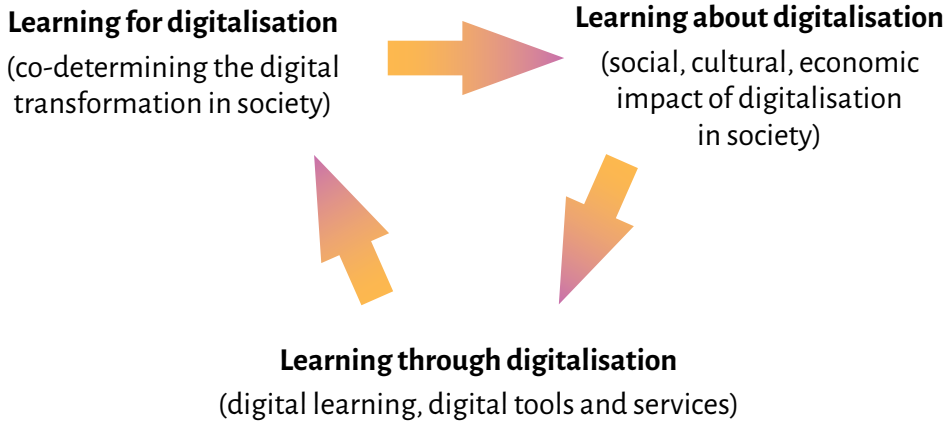 Learning for digitalisation
(co-determining the digital
transformation in society)
Learning about digitalisation
(social, cultural, economic
impact of digitalisation
in society)
Learning through digitalisation
(digital learning, digital tools and services)